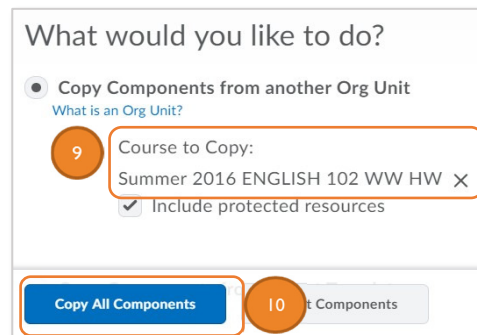 What would you like to do?
Copy Components from another Org Unit
What is an Org Unit?
9
Course to Copy:
Summer 2016 ENGLISH 102 WW HW ×
Include protected resources
Copy All Components
10
t Components